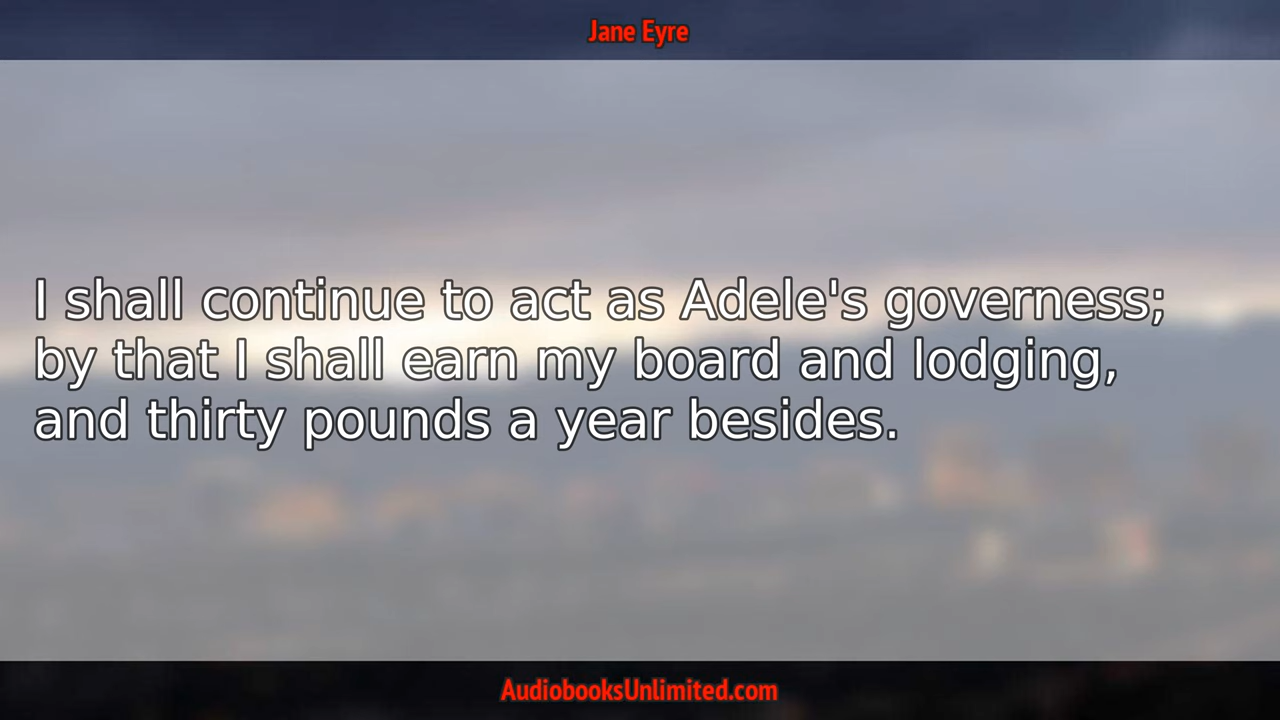 Jane Eyre
I shall continue to act as Adele's governess;
by that I shall earn my board and lodging,
and thirty pounds a year besides.
AudiobooksUnlimited.com